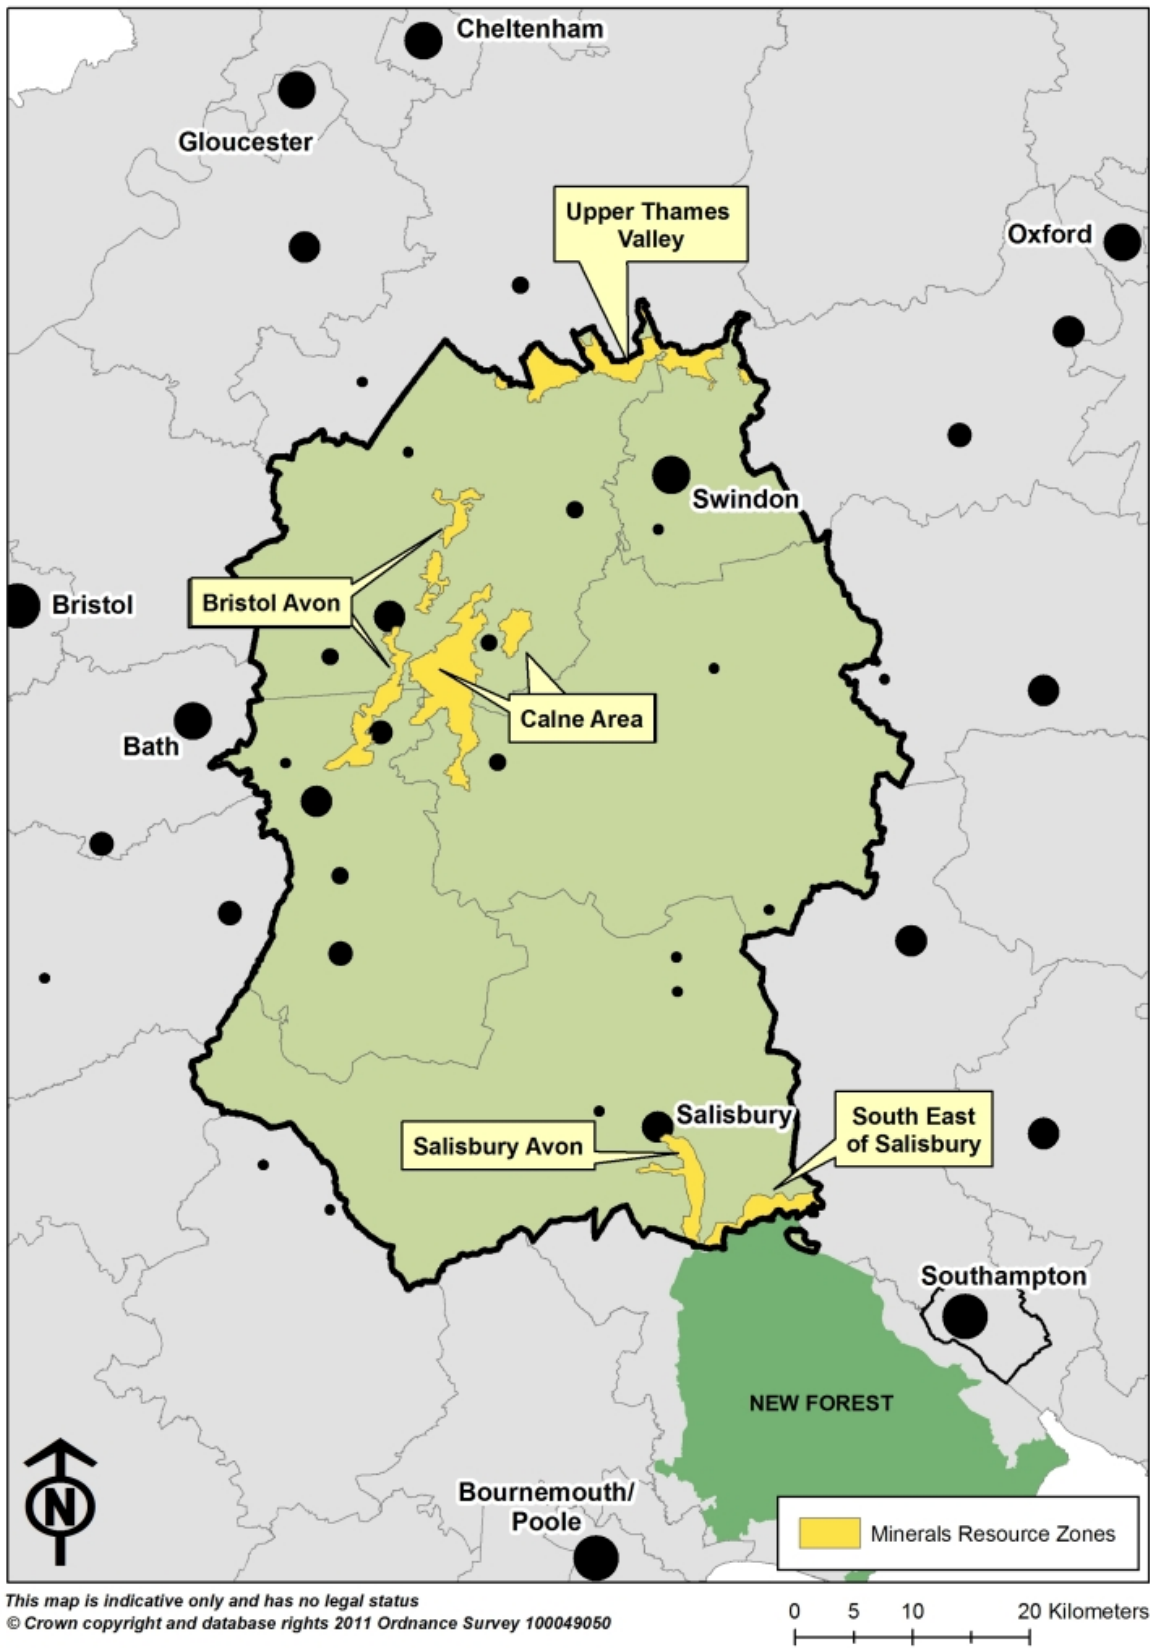 Cheltenham
Gloucester
Upper Thames
Valley
Oxford
Swindon
Bristol Avon
Bristol
Calne Area
Bath
Salisbury
South East
of Salisbury
Salisbury Avon
Southampton
NEW FOREST
N
Bournemouth/
Poole
Minerals Resource Zones
This map is indicative only and has no legal status
© Crown copyright and database rights 2011 Ordnance Survey 100049050
0 5 10 20 Kilometers